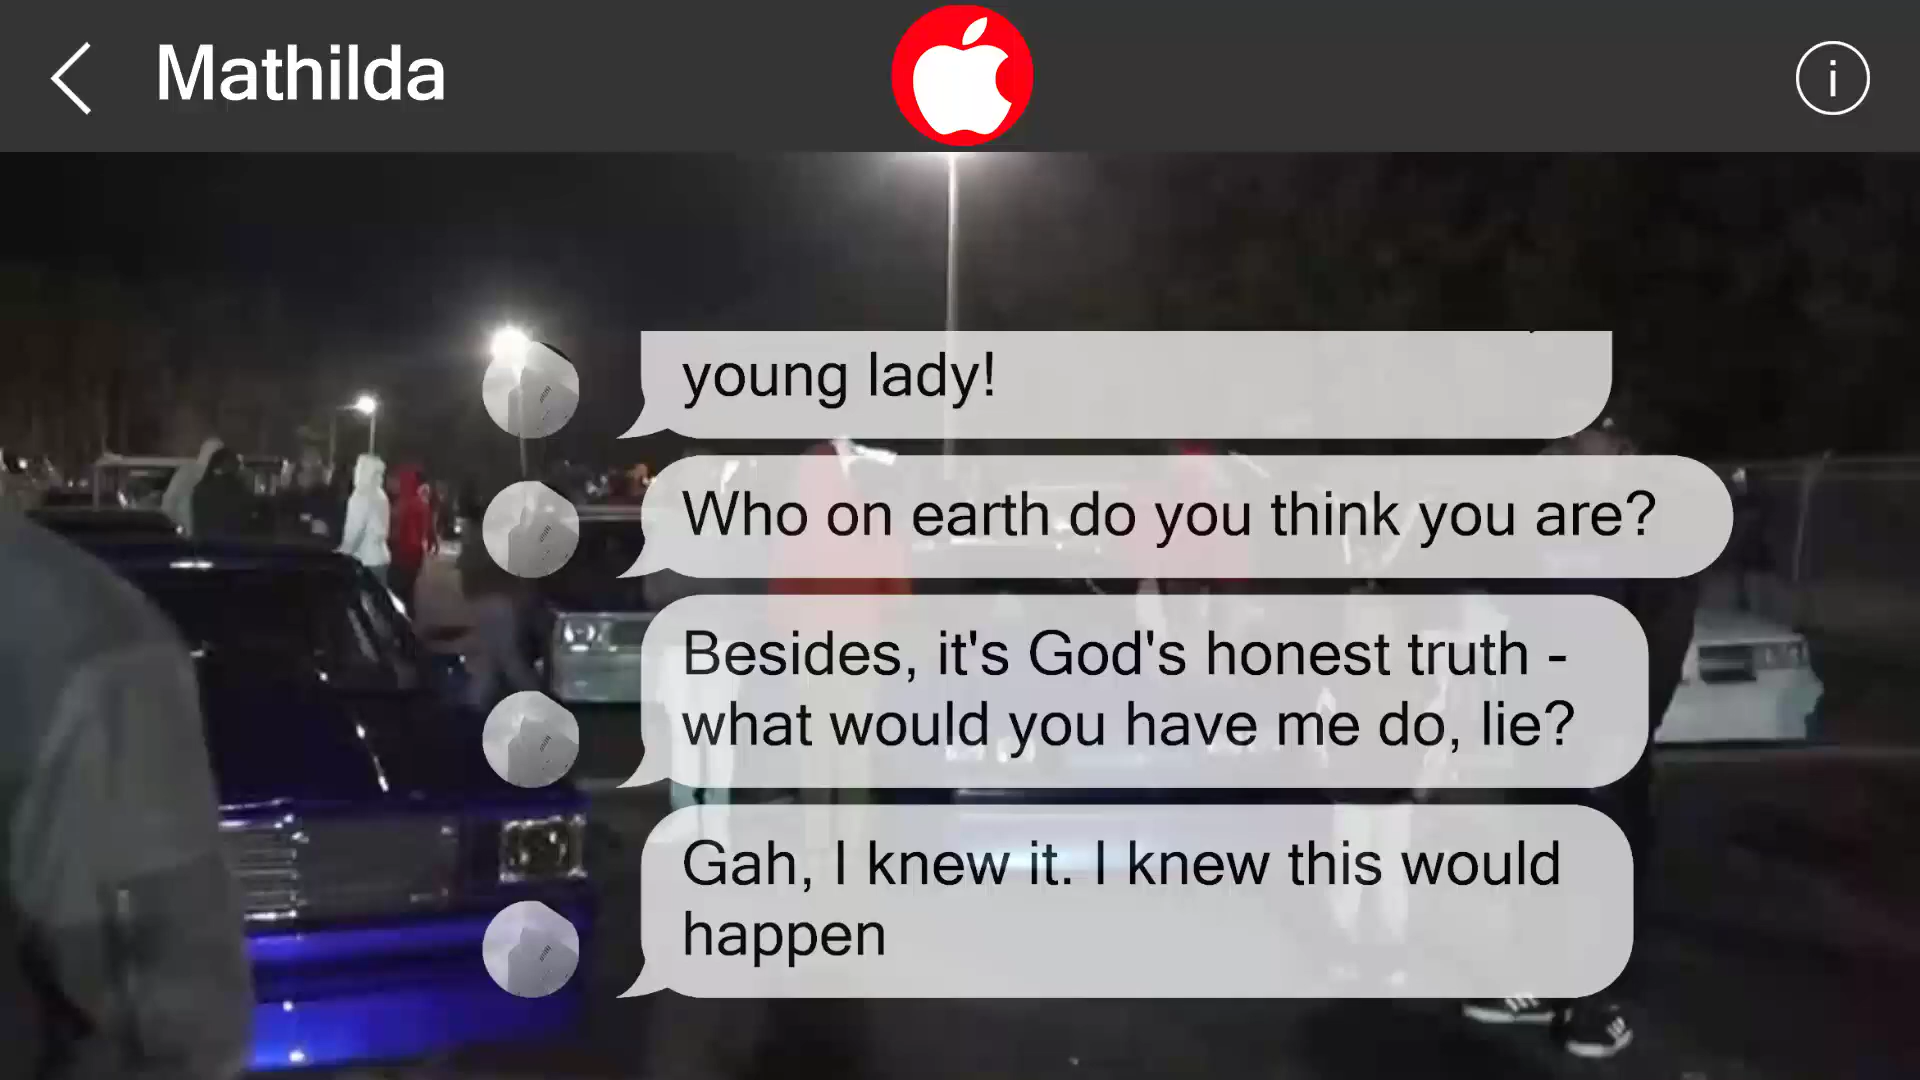 Mathilda
young lady!
Who on earth do you think you are?
Besides, it's God's honest truth -
what would you have me do, lie?
Gah, I knew it. I knew this would
happen